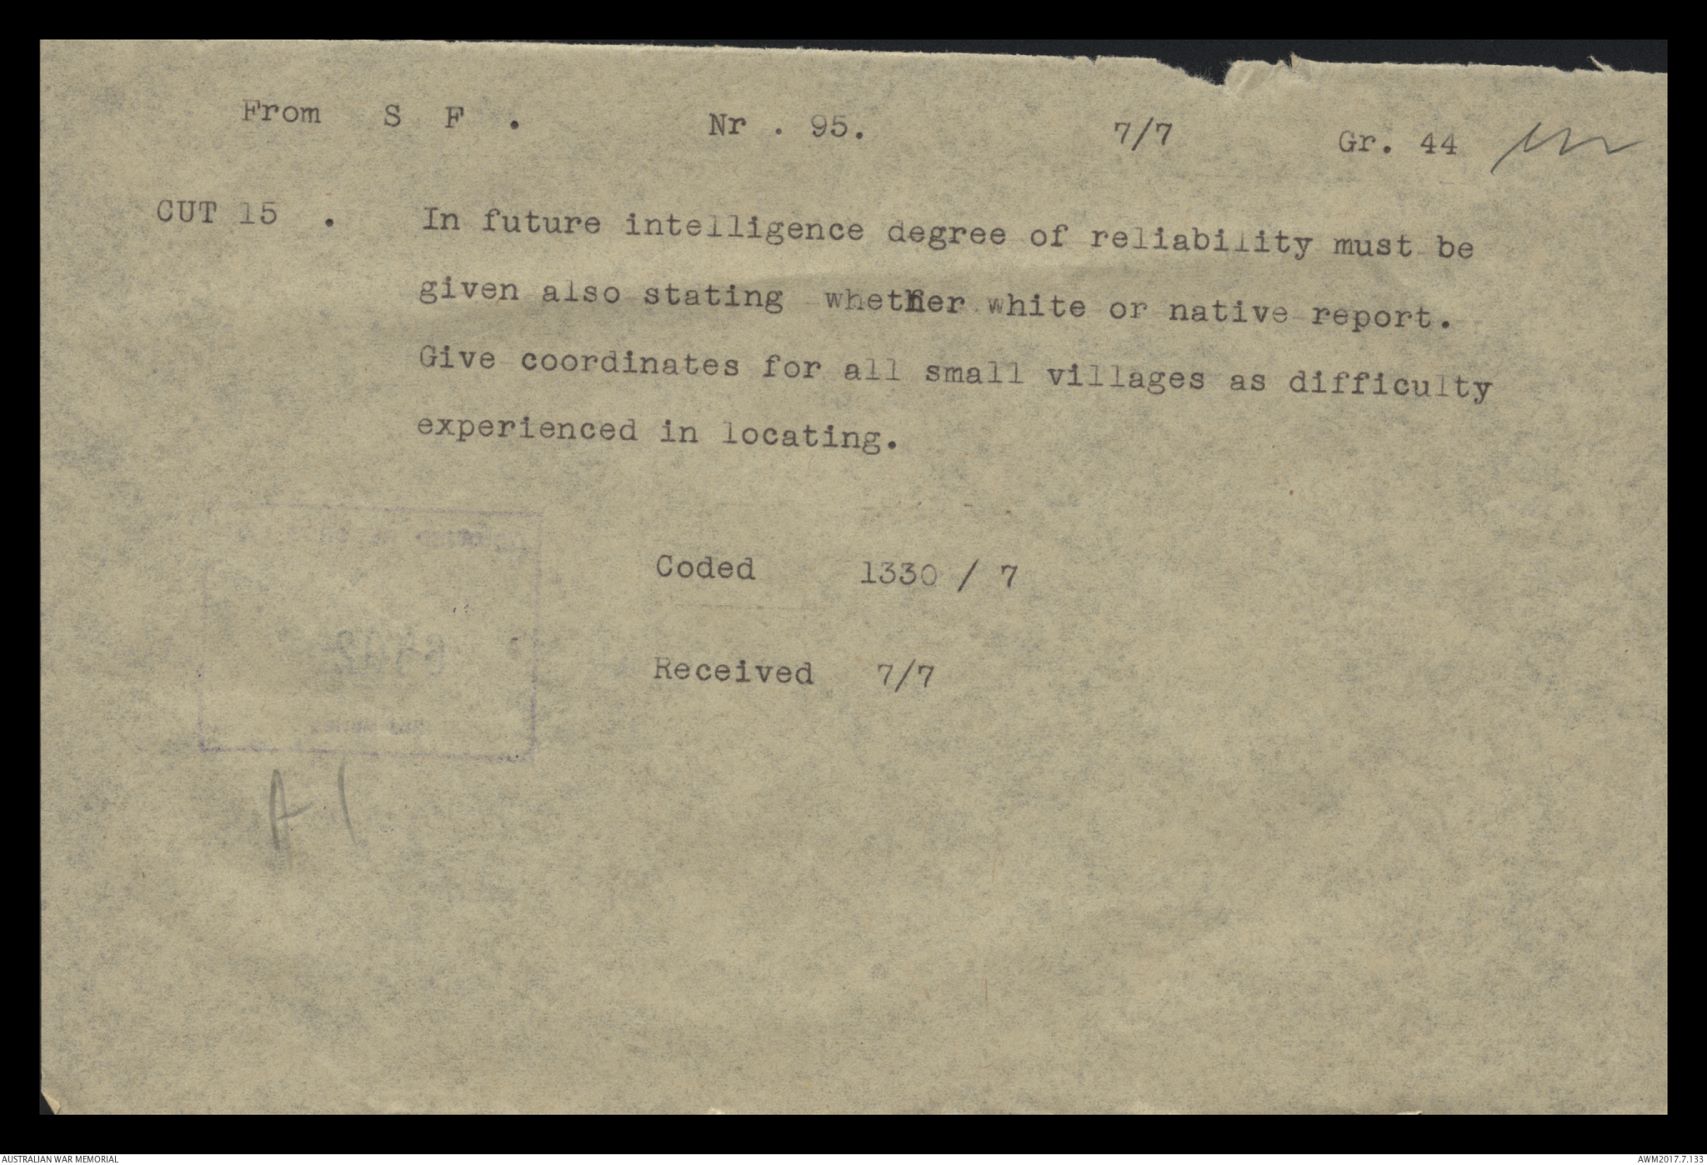 From S F . Nr . 95. 7/7 Gr. 44
CUT 15 . In future intelligence degree of reliability must be
given also stating whether white or native report.
Give coordinates for all small villages as difficulty
experienced in locating.
Coded 1330 / 7
Received 7/7
A 1
AUSTRALIAN WAR MEMORIAL AWM2017.7.133